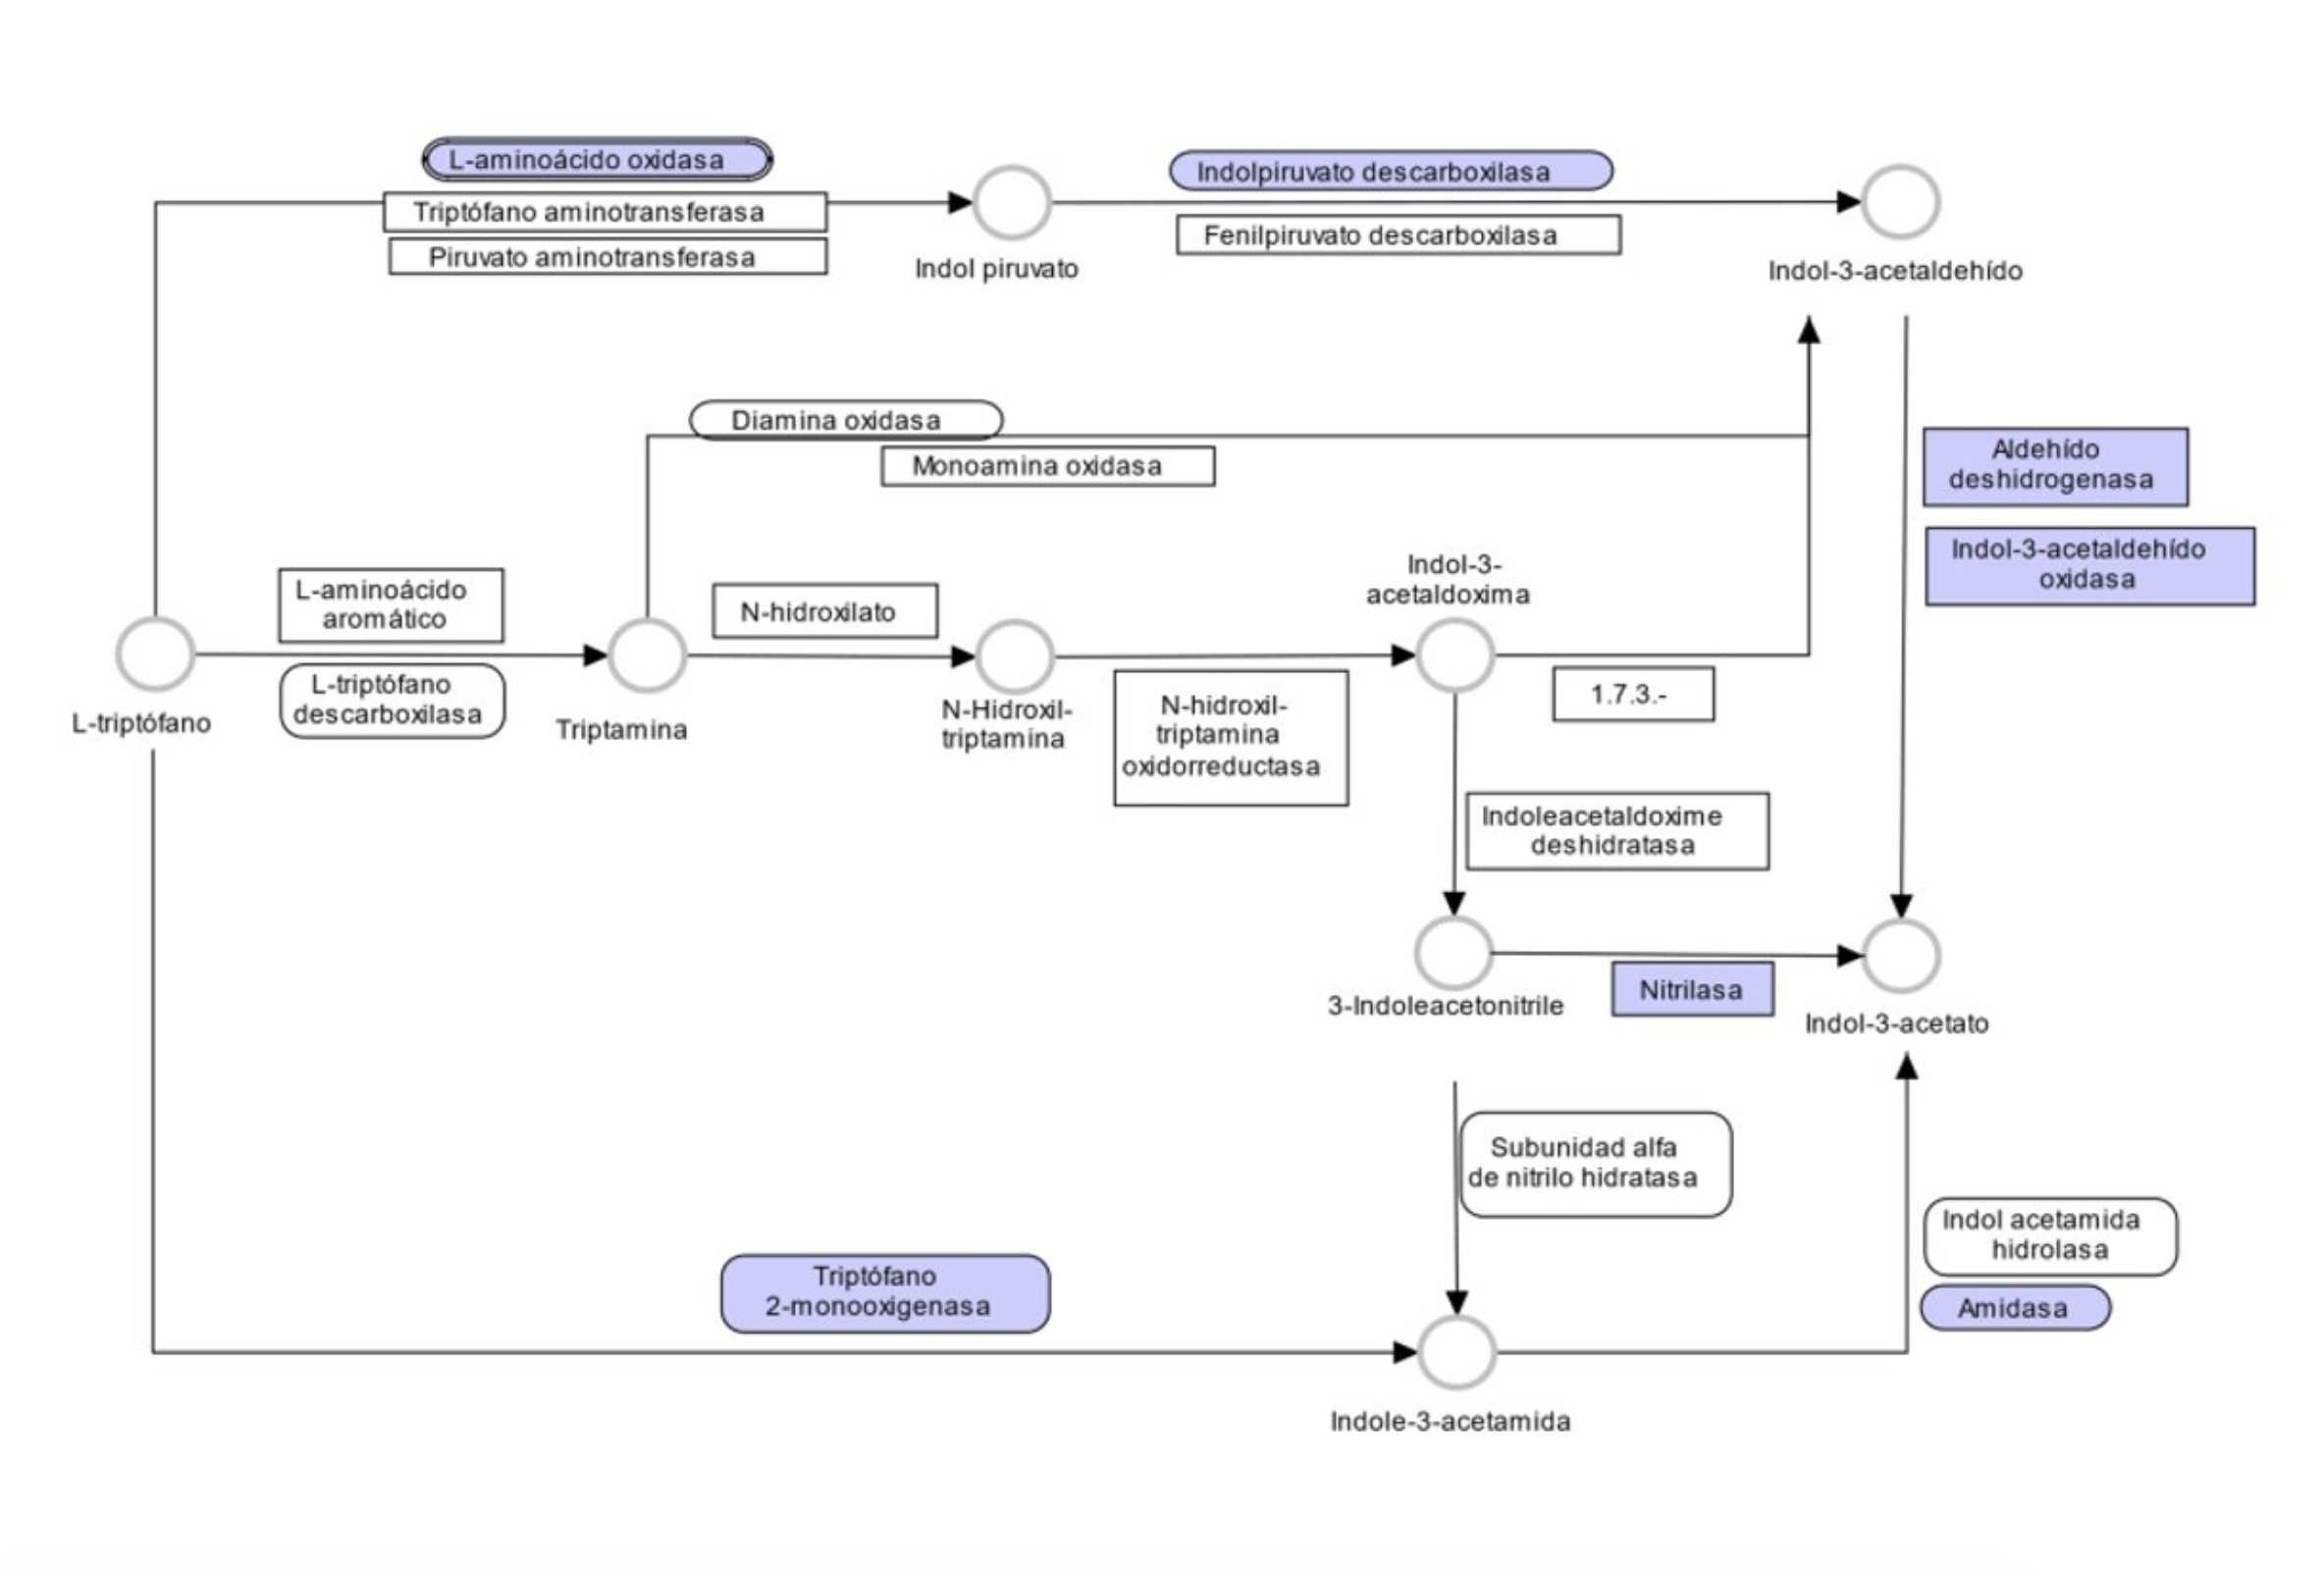 L-aminoácido oxidasa
Triptófano aminotransferasa
Piruvato aminotransferasa
Indol piruvato
Indolpiruvato descarboxilasa
Fenilpiruvato descarboxilasa
Indol-3-acetaldehído
Diamina oxidasa
Monoamina oxidasa
Aldehído
deshidrogenasa
Indol-3-acetaldehído
oxidasa
L-triptófano
L-aminoácido
aromático
L-triptófano
descarboxilasa
Triptamina
N-hidroxilato
N-Hidroxil-
triptamina
N-hidroxil-
triptamina
oxidorreductasa
Indol-3-
acetaldoxima
1.7.3.-
Indoleacetaldoxime
deshidratasa
3-Indoleacetonitrile
Nitrilasa
Indol-3-acetato
Subunidad alfa
de nitrilo hidratasa
Indol acetamida
hidrolasa
Amidasa
Triptófano
2-monooxigenasa
Indole-3-acetamida